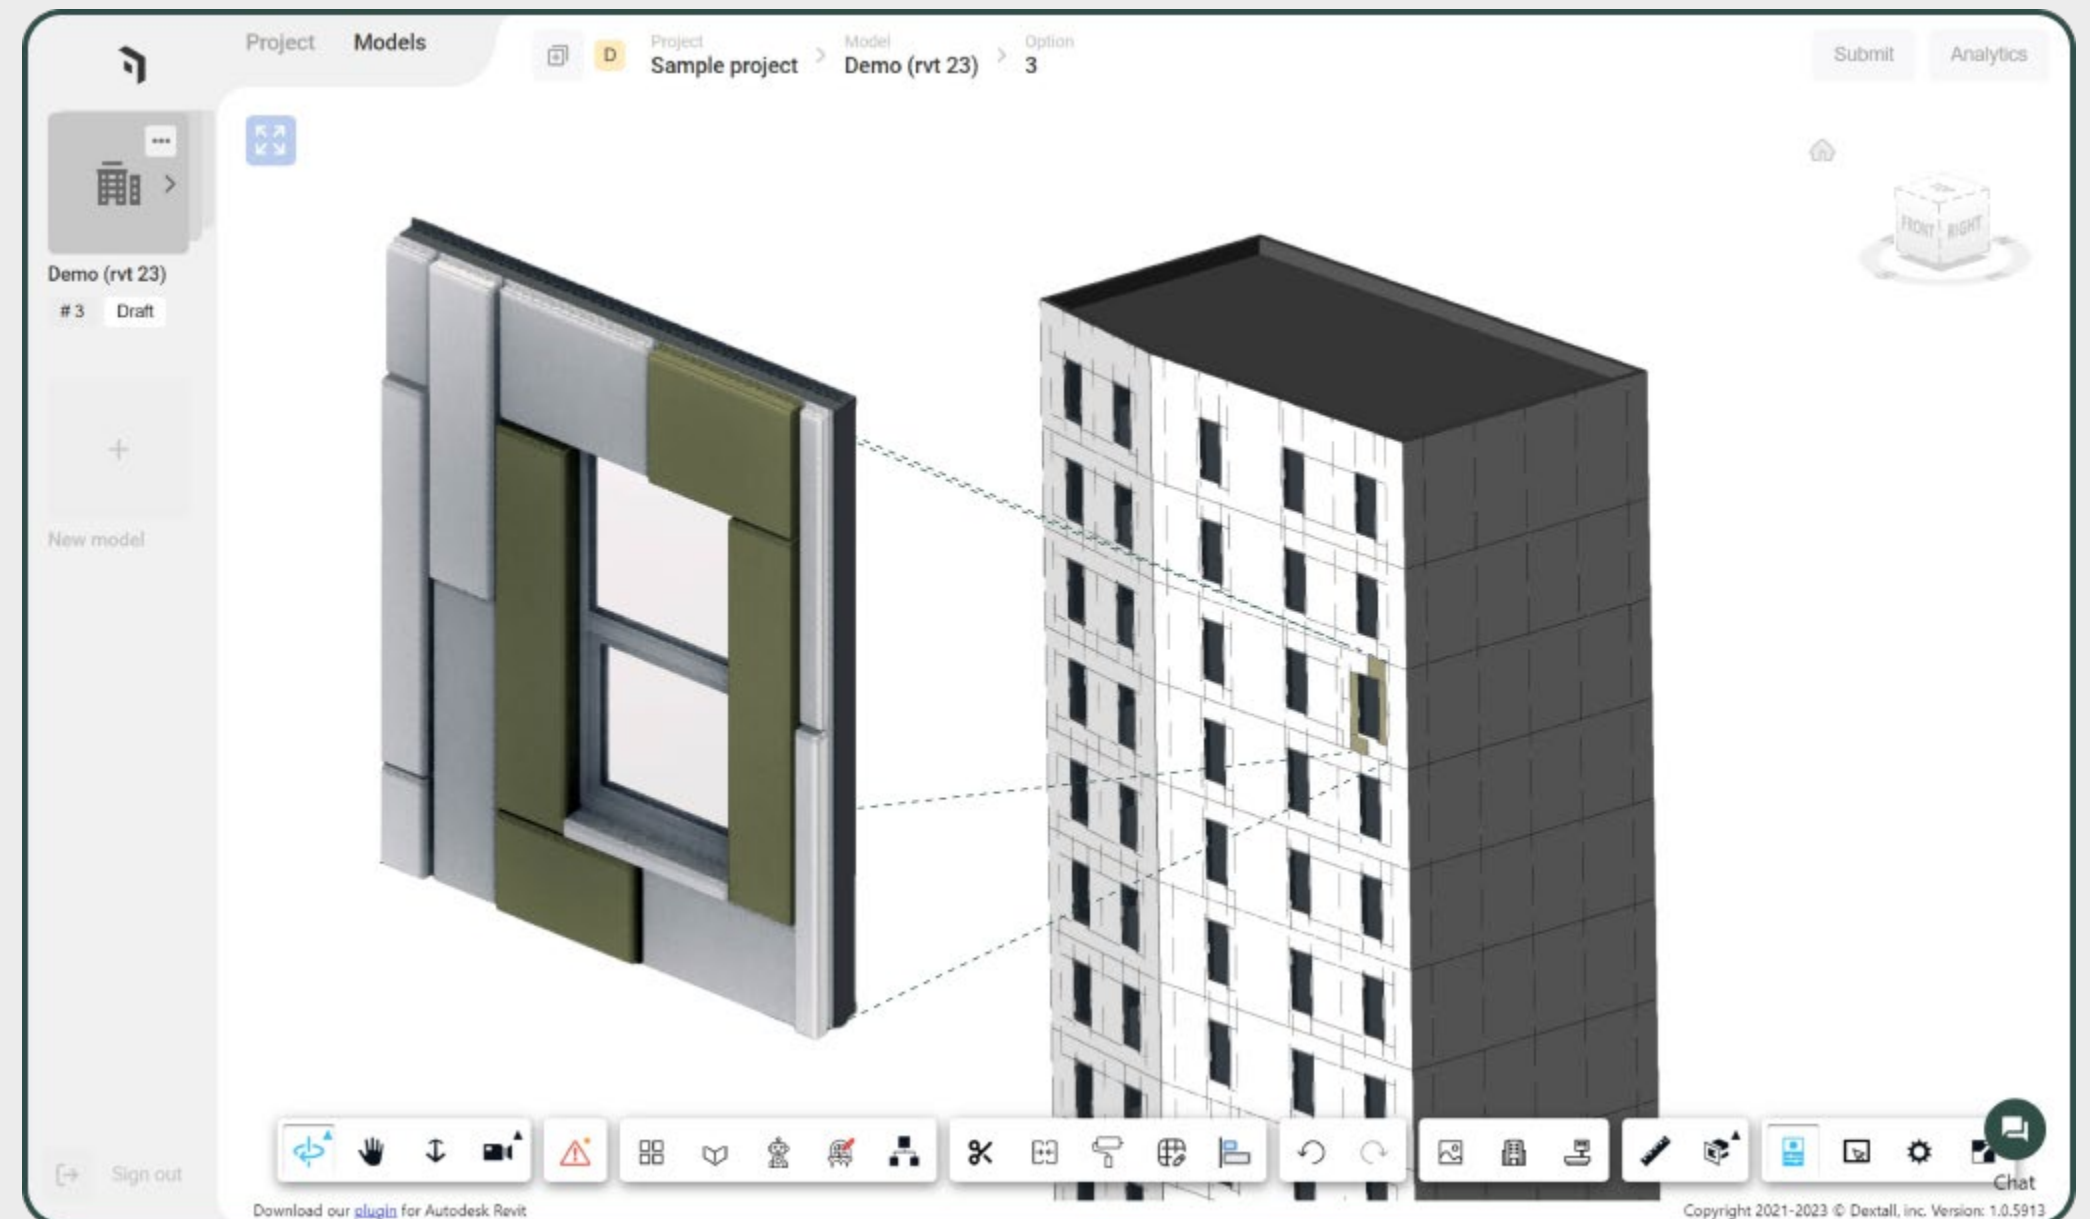 Project
Models
D
Project
Sample project
Model
Demo (rvt 23)
Option
3
Submit
Analytics
Demo (rvt 23)
# 3
Draft
TOP
FRONT
RIGHT
New model
Sign out
Chat
Download our plugin for Autodesk Revit
Copyright 2021-2023 © Dextall, inc. Version: 1.0.5913